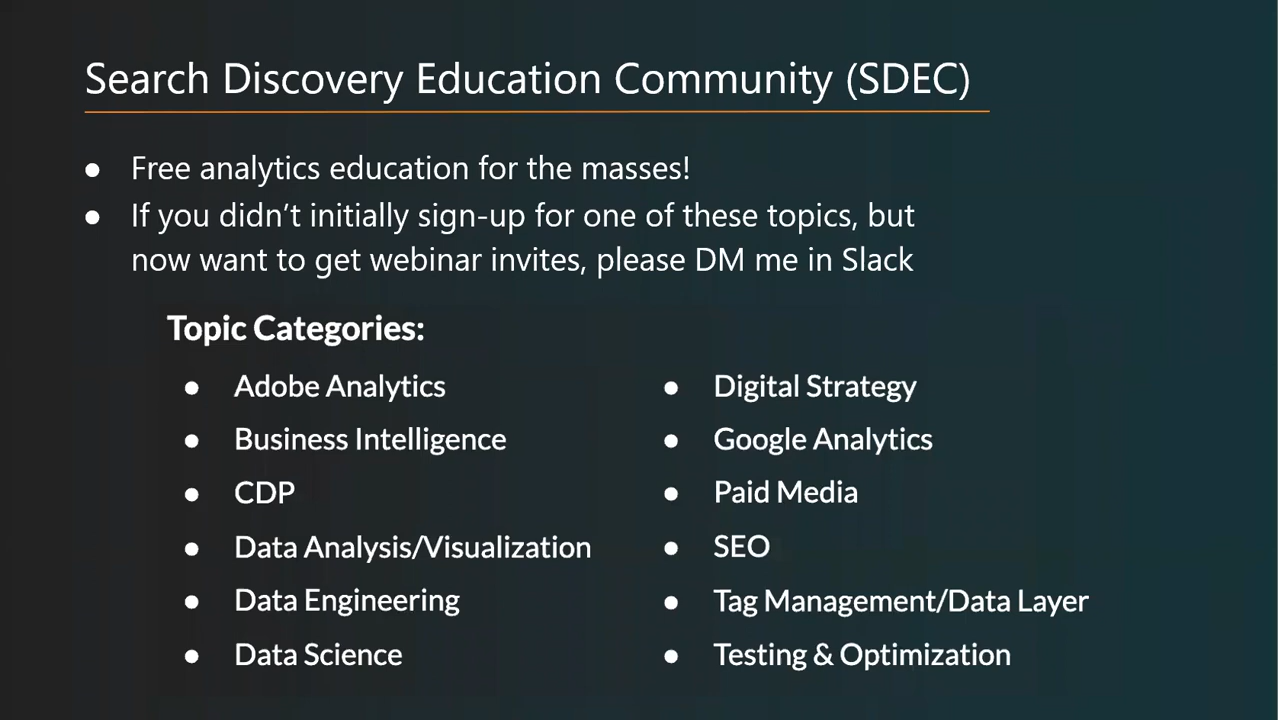 Search Discovery Education Community (SDEC)
● Free analytics education for the masses!
● If you didn’t initially sign-up for one of these topics, but
now want to get webinar invites, please DM me in Slack
Topic Categories:
● Adobe Analytics
● Business Intelligence
● CDP
● Data Analysis/Visualization
● Data Engineering
● Data Science
● Digital Strategy
● Google Analytics
● Paid Media
● SEO
● Tag Management/Data Layer
● Testing & Optimization